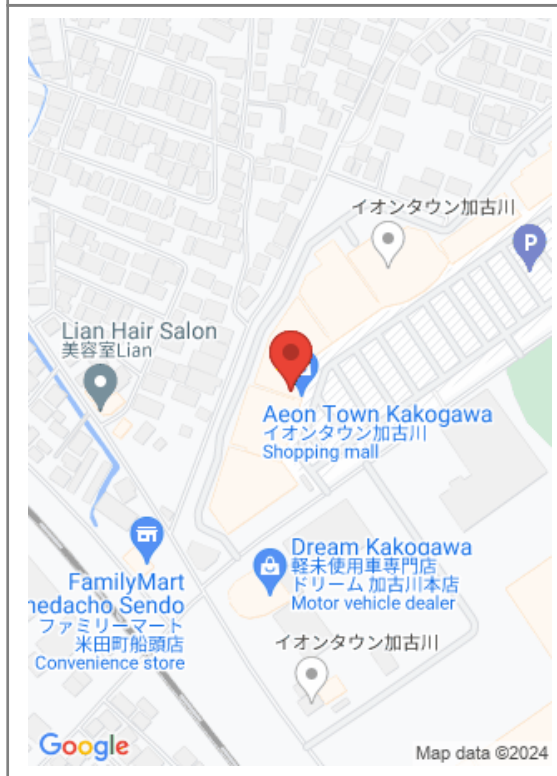 イオンタウン加古川
P
Lian Hair Salon
美容室Lian
Aeon Town Kakogawa
イオンタウン加古川
Shopping mall
Dream Kakogawa
軽未使用車専門店
ドリーム 加古川本店
Motor vehicle dealer
FamilyMart
nedacho Sendo
ファミリーマート
米田町船頭店
Convenience store
イオンタウン加古川
Google
Map data ©2024